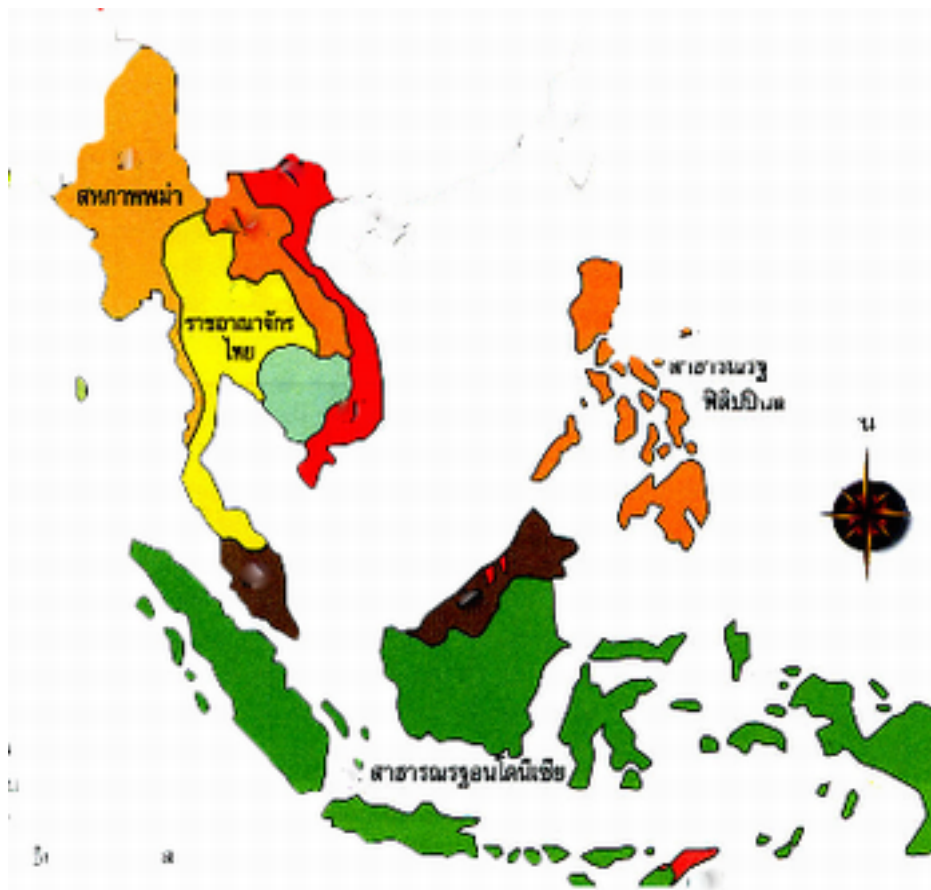 สหภาพพม่า
ราชอาณาจักร
ไทย
สาธารณรฐ
ฟิลิปปินส
น
สาธารณรฐอนโดนีเซีย